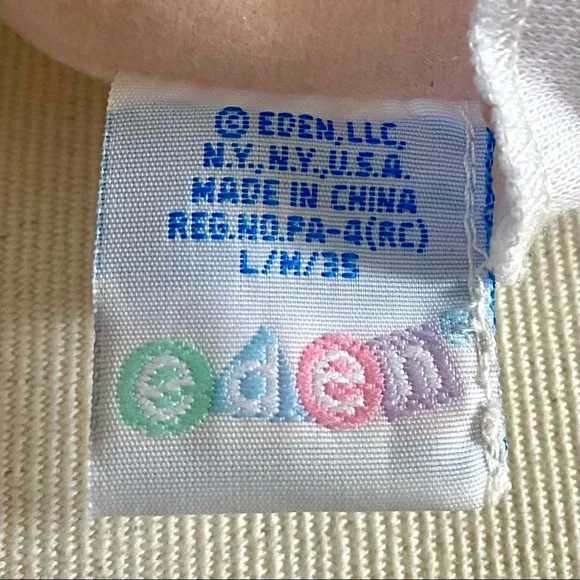 © EDEN, LLC.
N.Y., N.Y., U.S.A.
MADE IN CHINA
REG.NO.PA-4(RC)
L/M/35
eden